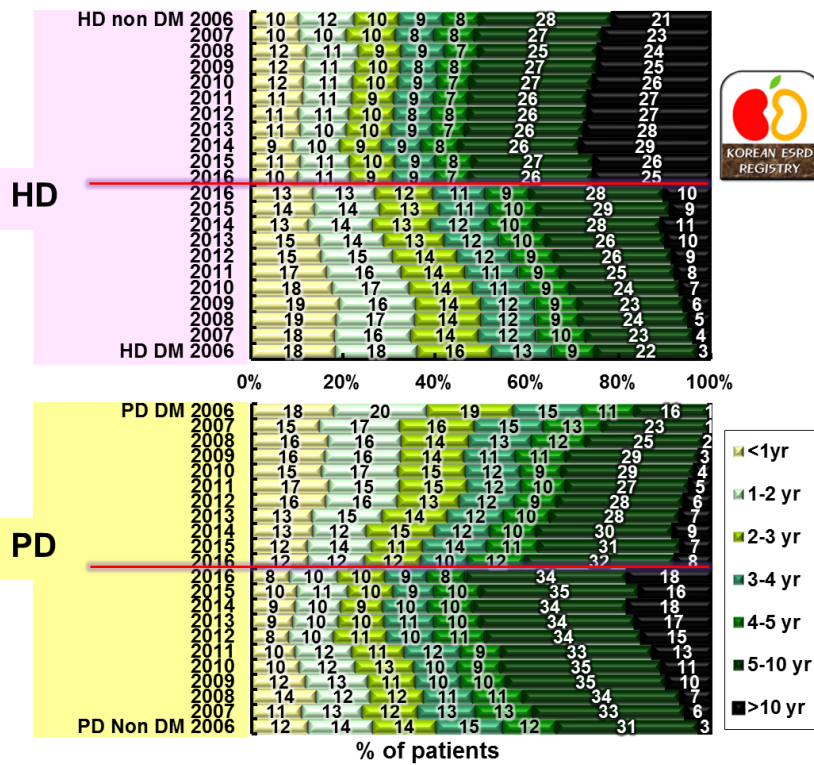 HD non DM 2006 10 12 10 9 8 28 21
2007 10 10 10 8 8 27 23
2008 12 11 9 9 7 25 24
2009 12 11 10 8 8 27 25
2010 12 11 10 9 7 27 26
2011 11 11 9 9 7 26 27
2012 11 11 10 8 8 26 27
2013 11 10 10 9 7 26 28
2014 9 10 9 9 8 26 29
2015 11 11 10 9 8 27 26
2016 10 11 9 9 7 26 25
KOREAN ESRD
REGISTRY
HD
2016 13 13 12 11 9 28 10
2015 14 14 13 11 10 29 9
2014 13 14 13 12 10 28 11
2013 15 14 13 12 10 26 10
2012 15 15 14 12 9 26 9
2011 17 16 14 11 9 25 8
2010 18 17 14 11 9 24 7
2009 19 16 14 12 9 23 6
2008 19 17 14 12 9 24 5
2007 18 16 14 12 10 23 4
HD DM 2006 18 18 16 13 9 22 3
0% 20% 40% 60% 80% 100%
PD DM 2006 18 20 19 15 11 16 1
2007 15 17 16 15 13 23 1
2008 16 16 14 13 12 25 2
2009 16 16 14 11 11 29 3
2010 15 17 15 12 9 29 4
2011 17 15 15 12 10 27 5
2012 16 16 13 12 9 28 6
2013 13 15 14 12 10 28 7
2014 13 12 15 12 10 30 9
2015 12 14 11 14 11 31 7
2016 12 12 12 10 12 32 8
PD
2016 8 10 10 9 8 34 18
2015 10 11 10 9 10 35 16
2014 9 10 9 10 10 34 18
2013 9 10 10 11 10 34 17
2012 8 10 11 10 11 34 15
2011 10 12 11 12 9 33 13
2010 10 12 13 10 9 35 11
2009 12 13 11 10 10 35 10
2008 14 12 12 11 11 34 7
2007 11 13 12 13 13 33 6
PD Non DM 2006 12 14 14 15 12 31 3
% of patients
<1yr
1-2 yr
2-3 yr
3-4 yr
4-5 yr
5-10 yr
>10 yr